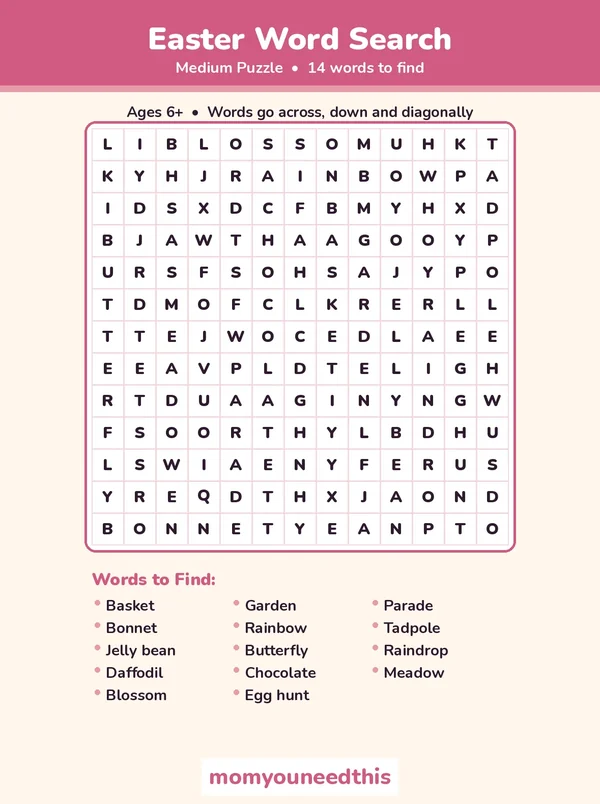 Easter Word Search
Medium Puzzle • 14 words to find
Ages 6+ • Words go across, down and diagonally
L I B L O S S O M U H K T
K Y H J R A I N B O W P A
I D S X D C F B M Y H X D
B J A W T H A A G O O Y P
U R S F S O H S A J Y P O
T D M O F C L K R E R L L
T T E J W O C E D L A E E
E E A V P L D T E L I G H
R T D U A A G I N Y N G W
F S O O R T H Y L B D H U
L S W I A E N Y F E R U S
Y R E Q D T H X J A O N D
B O N N E T Y E A N P T O
Words to Find:
• Basket • Garden • Parade
• Bonnet • Rainbow • Tadpole
• Jelly bean • Butterfly • Raindrop
• Daffodil • Chocolate • Meadow
• Blossom • Egg hunt
momyouneedthis